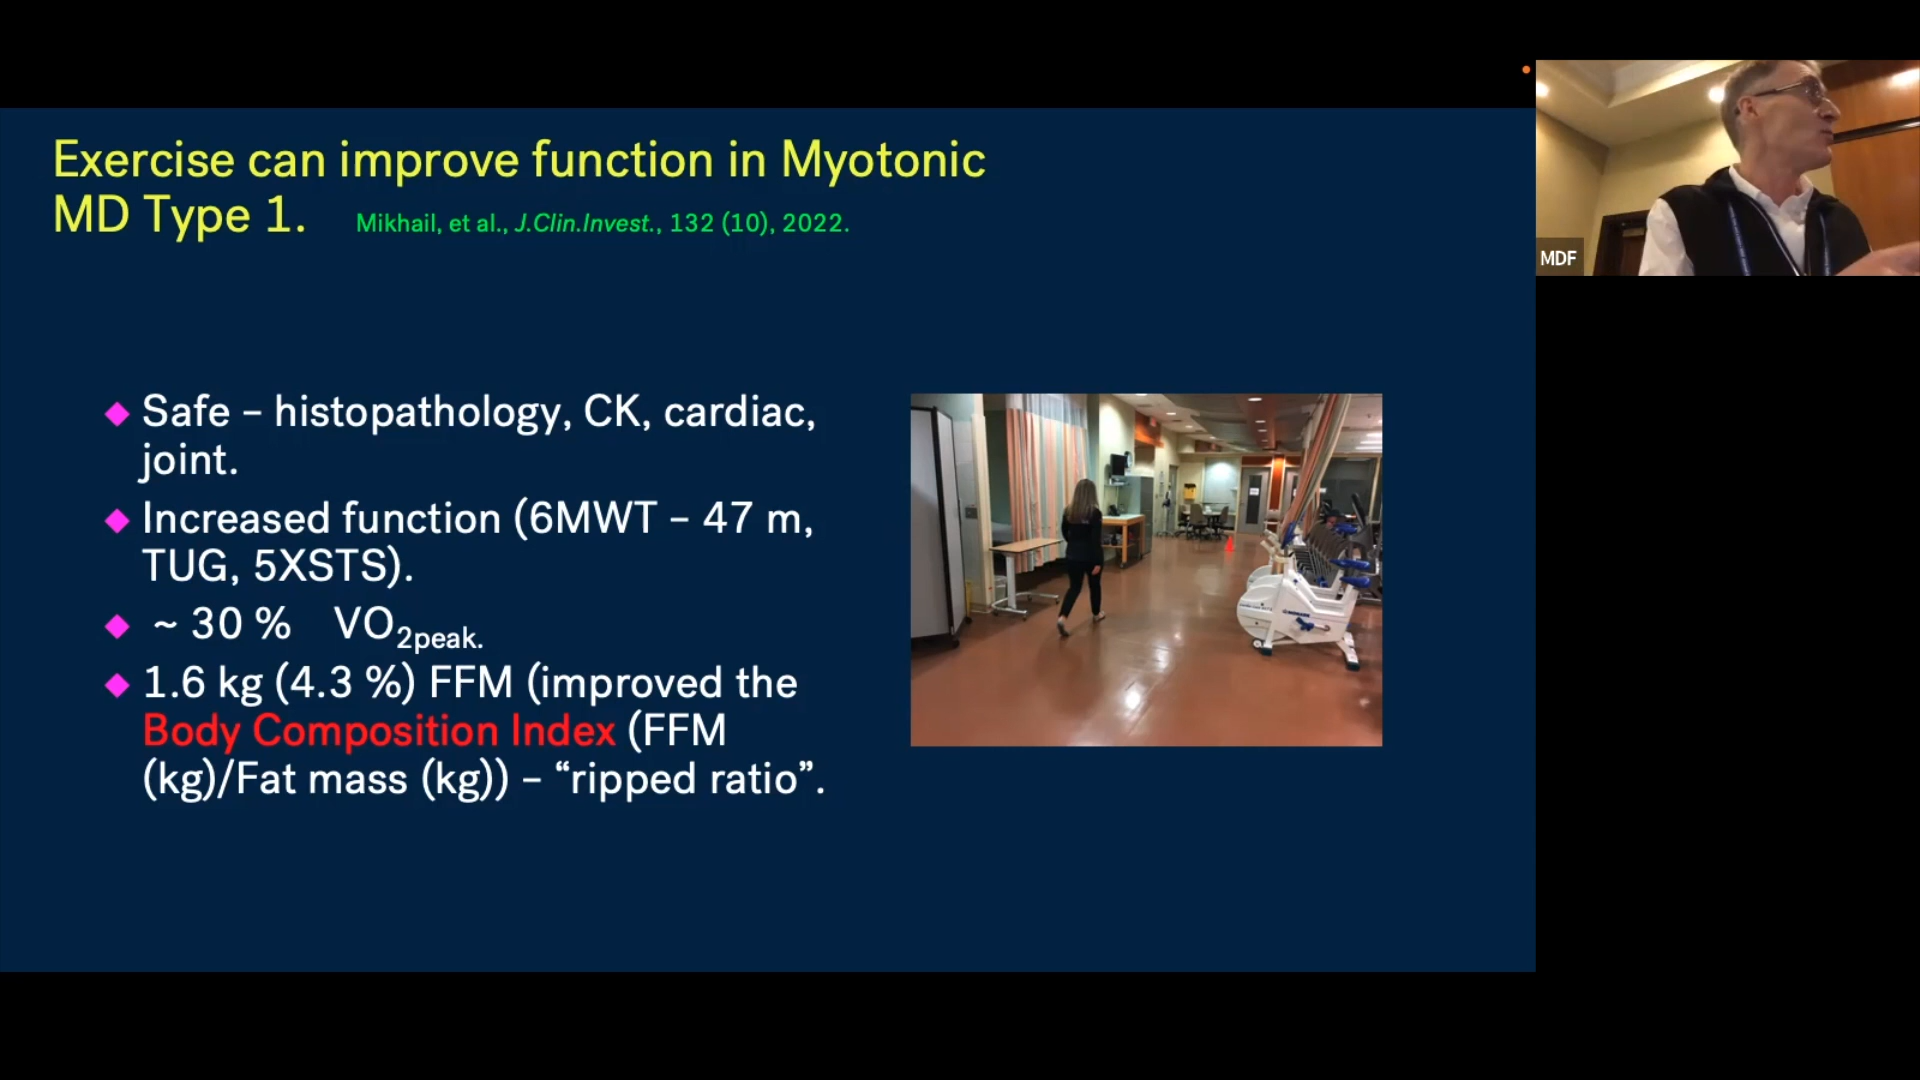 Exercise can improve function in Myotonic
MD Type 1. Mikhail, et al., J.Clin.Invest., 132 (10), 2022.
MDF
◆ Safe – histopathology, CK, cardiac,
joint.
◆ Increased function (6MWT – 47 m,
TUG, 5XSTS).
◆ ~ 30 % VO2peak.
◆ 1.6 kg (4.3 %) FFM (improved the
Body Composition Index (FFM
(kg)/Fat mass (kg)) – “ripped ratio”.